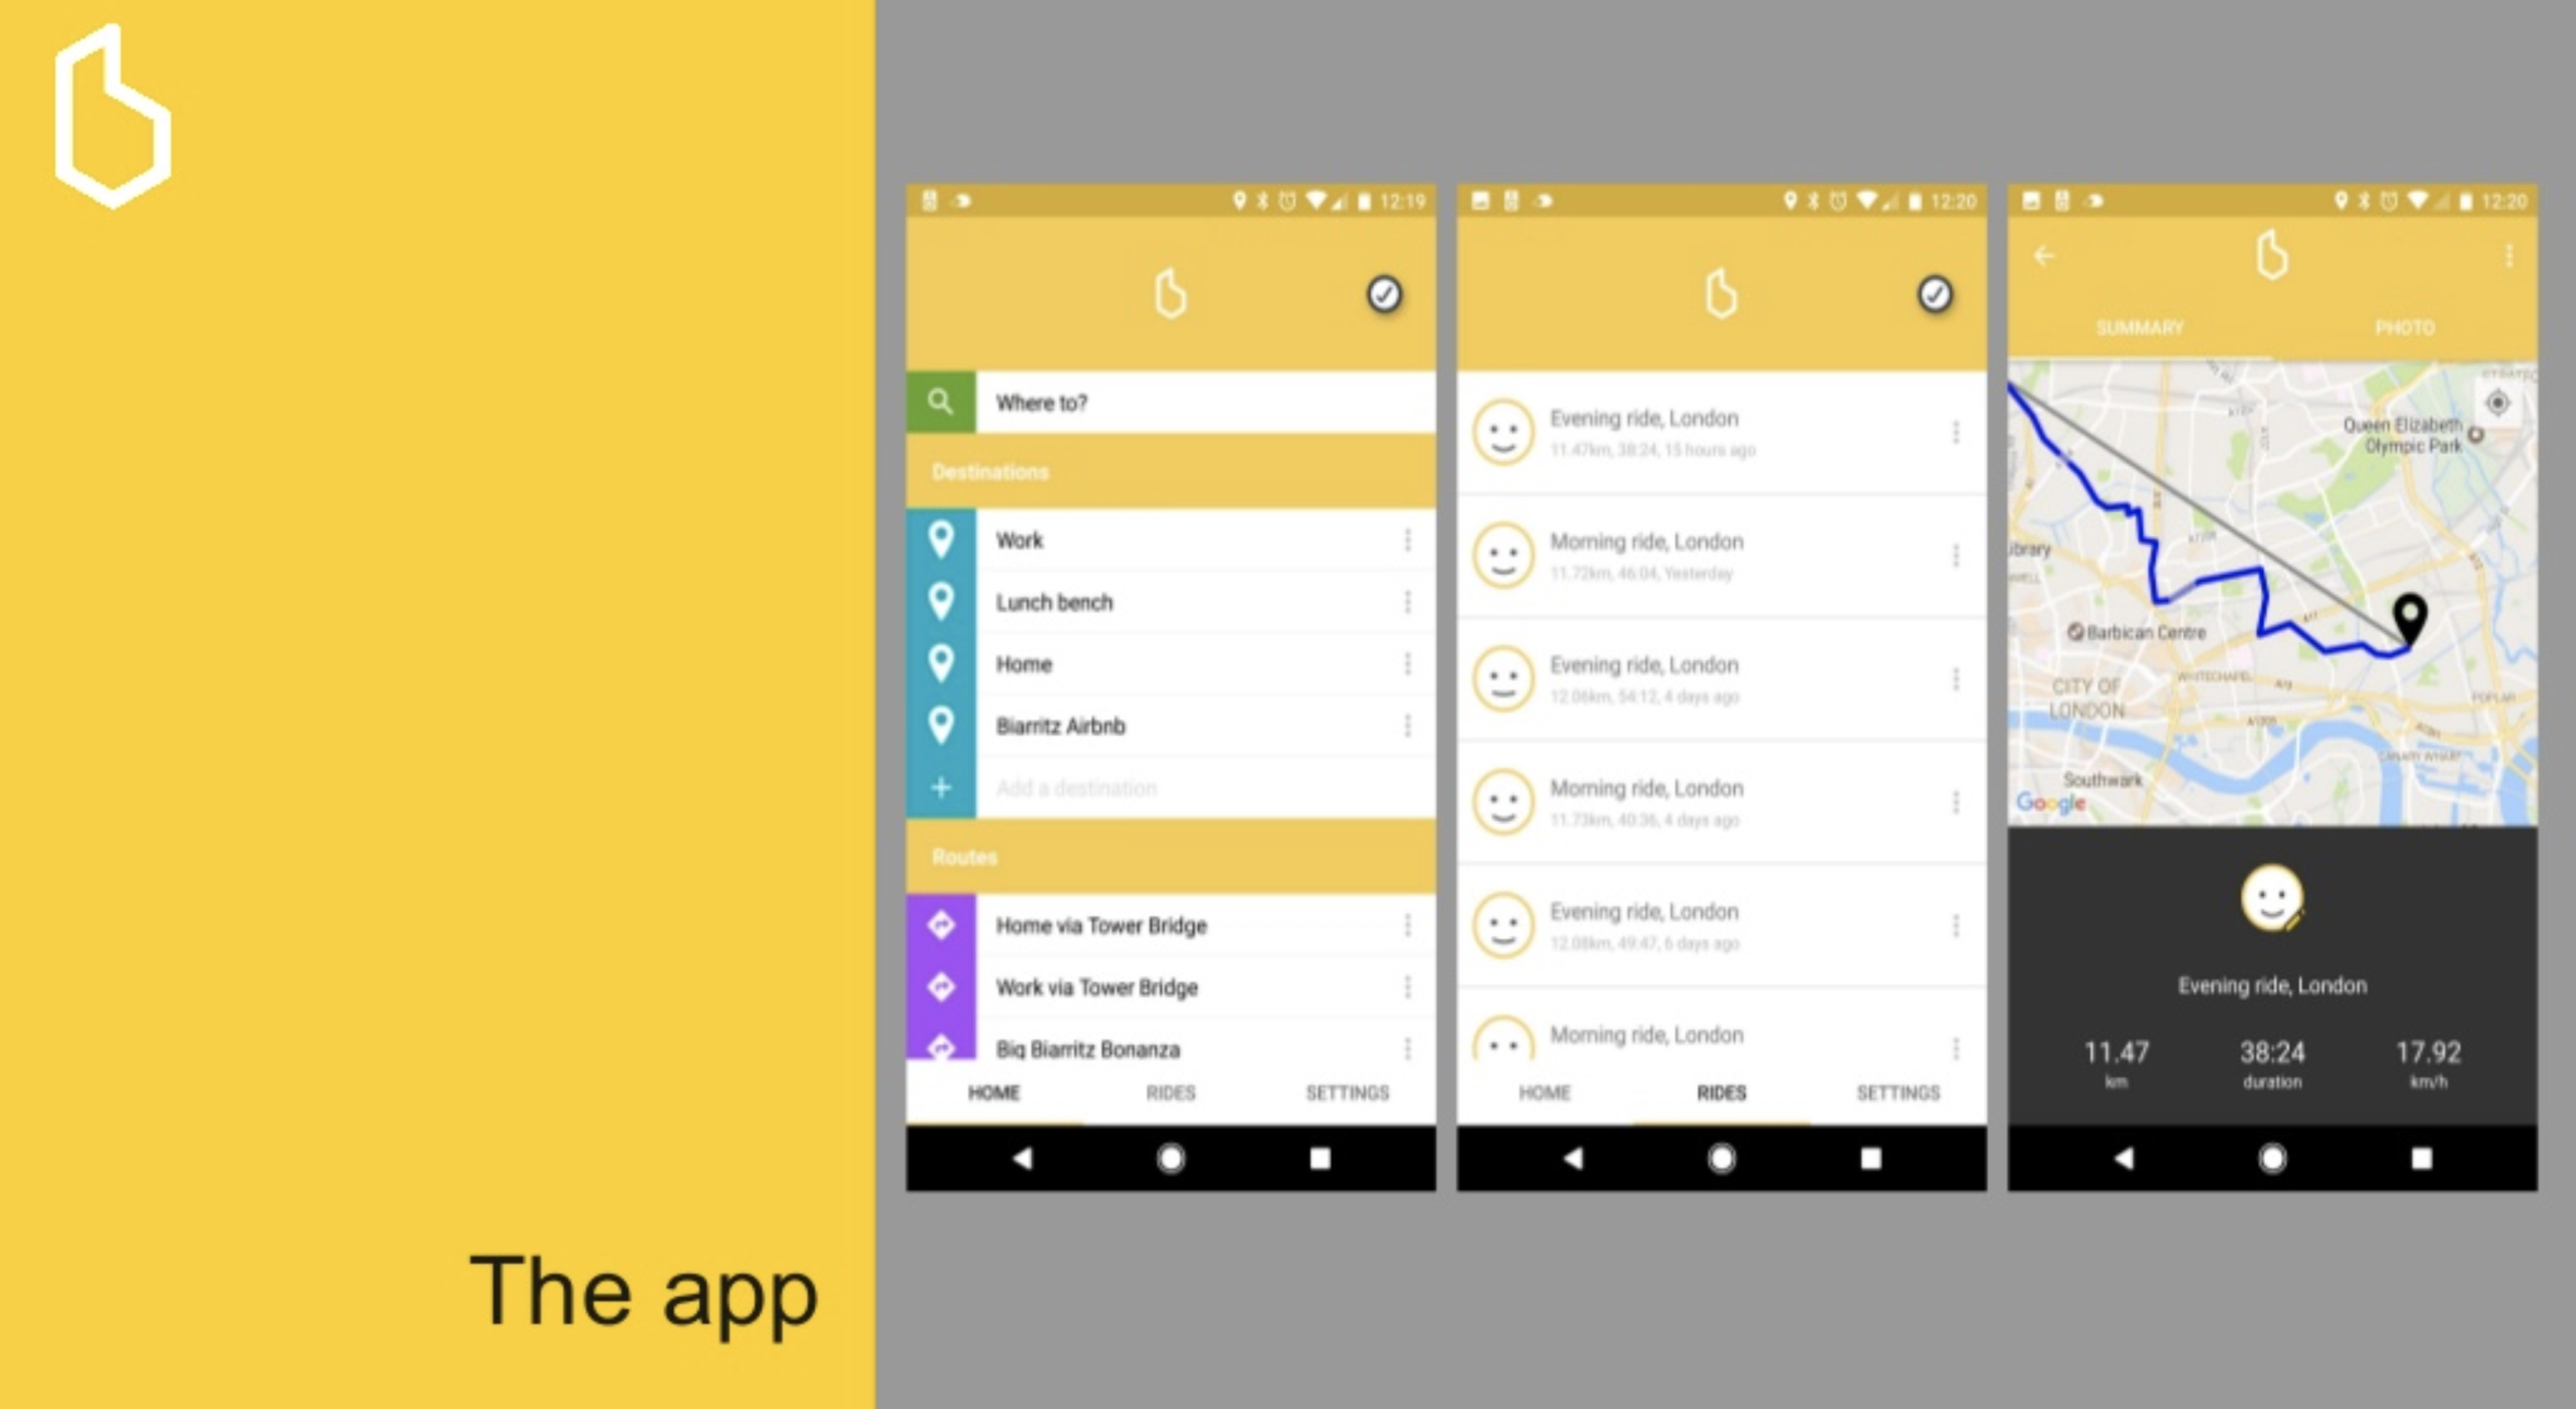 The app
12:19
Where to?
Destinations
Work
Lunch bench
Home
Biarritz Airbnb
Add a destination
Routes
Home via Tower Bridge
Work via Tower Bridge
Big Biarritz Bonanza
HOME RIDES SETTINGS
12:20
Evening ride, London
11.47km, 38:24, 15 hours ago
Morning ride, London
11.72km, 46:04, Yesterday
Evening ride, London
12.06km, 54:12, 4 days ago
Morning ride, London
11.73km, 40:36, 4 days ago
Evening ride, London
12.08km, 49:47, 6 days ago
Morning ride, London
HOME RIDES SETTINGS
12:20
SUMMARY PHOTO
Queen Elizabeth
Olympic Park
Barbican Centre
WHITECHAPEL
CITY OF
LONDON
POPLAR
CANARY WHARF
Southwark
Google
Evening ride, London
11.47 38:24 17.92
km duration km/h